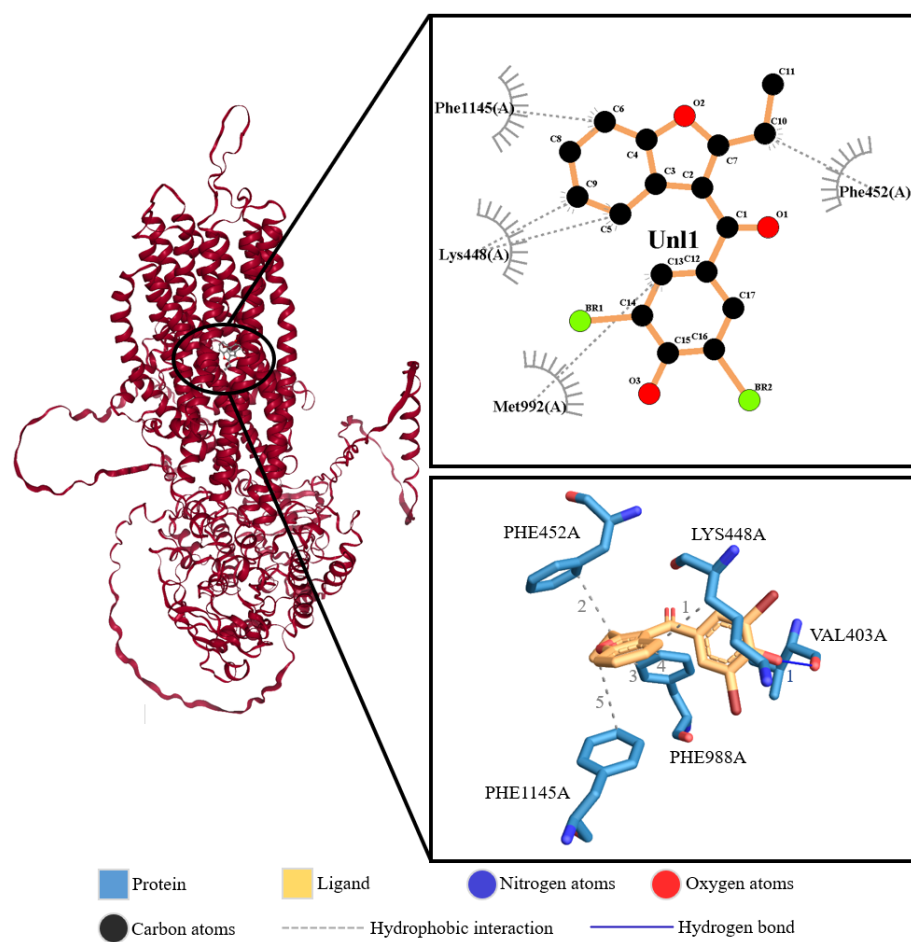 C11
O2
C6
C10
Phe1145(A)
C4
C7
C8
C3
C2
C9
Phe452(A)
C5
C1
O1
Lys448(A)
Unl1
C13
C12
C17
C14
BR1
C15
C16
O3
BR2
Met992(A)
PHE452A
LYS448A
2
1
VAL403A
4
3
1
5
PHE988A
PHE1145A
Protein
Ligand
Nitrogen atoms
Oxygen atoms
Carbon atoms
Hydrophobic interaction
Hydrogen bond